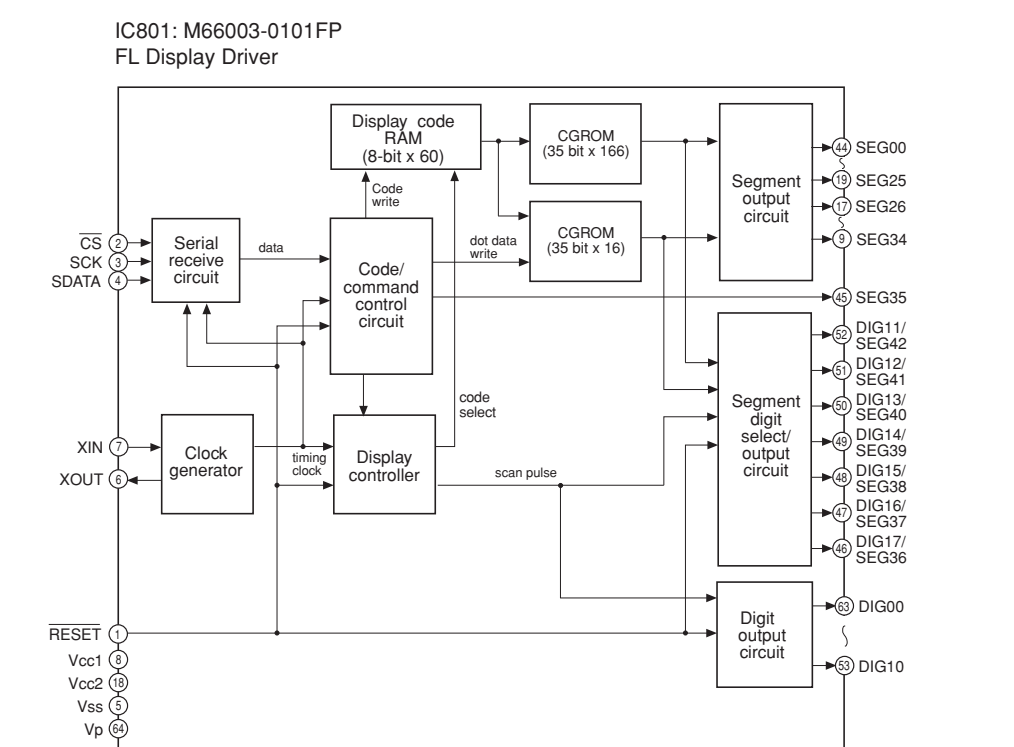 IC801: M66003-0101FP
FL Display Driver
Display code
RAM
(8-bit x 60)
CGROM
(35 bit x 166)
Segment
output
circuit
44 SEG00
19 SEG25
17 SEG26
9 SEG34
Code
write
CS 2
SCK 3
SDATA 4
Serial
receive
circuit
data
Code/
command
control
circuit
dot data
write
CGROM
(35 bit x 16)
45 SEG35
Segment
digit
select/
output
circuit
52 DIG11/
SEG42
51 DIG12/
SEG41
50 DIG13/
SEG40
49 DIG14/
SEG39
48 DIG15/
SEG38
47 DIG16/
SEG37
46 DIG17/
SEG36
code
select
XIN 7
XOUT 6
Clock
generator
timing
clock
Display
controller
scan pulse
Digit
output
circuit
63 DIG00
53 DIG10
RESET 1
Vcc1 8
Vcc2 18
Vss 5
Vp 64